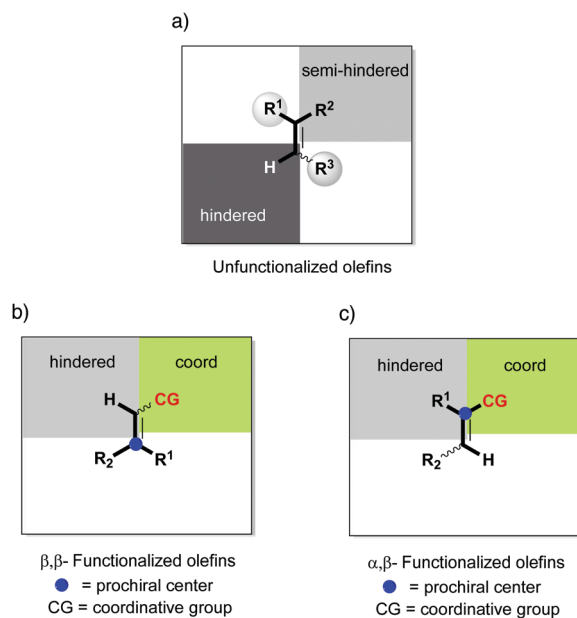 a)
semi-hindered
R¹ R²
H R³
hindered
Unfunctionalized olefins
b) c)
hindered coord
H CG
R₂ R¹
β,β- Functionalized olefins
= prochiral center
CG = coordinative group
hindered coord
R¹ CG
R₂ H
α,β- Functionalized olefins
= prochiral center
CG = coordinative group